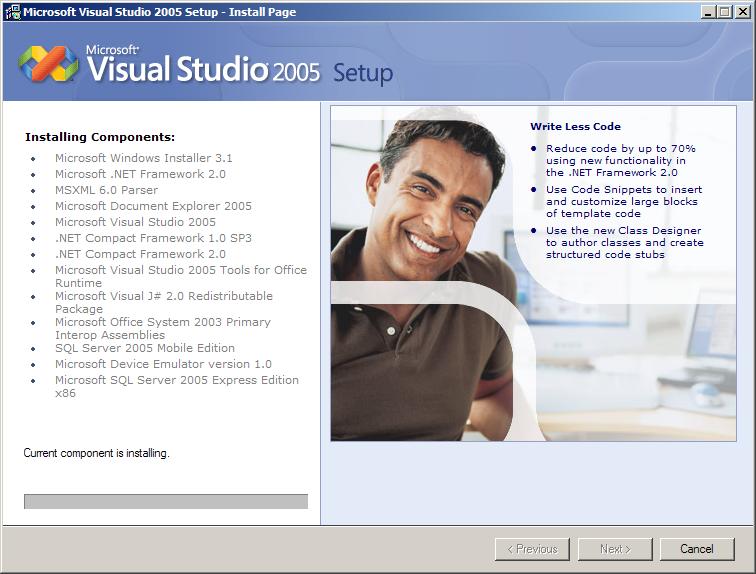 Microsoft Visual Studio 2005 Setup - Install Page
Microsoft®
Visual Studio® 2005 Setup
Installing Components:
Microsoft Windows Installer 3.1
Microsoft .NET Framework 2.0
MSXML 6.0 Parser
Microsoft Document Explorer 2005
Microsoft Visual Studio 2005
.NET Compact Framework 1.0 SP3
.NET Compact Framework 2.0
Microsoft Visual Studio 2005 Tools for Office
Runtime
Microsoft Visual J# 2.0 Redistributable
Package
Microsoft Office System 2003 Primary
Interop Assemblies
SQL Server 2005 Mobile Edition
Microsoft Device Emulator version 1.0
Microsoft SQL Server 2005 Express Edition
x86
Current component is installing.
Write Less Code
• Reduce code by up to 70%
using new functionality in
the .NET Framework 2.0
• Use Code Snippets to insert
and customize large blocks
of template code
• Use the new Class Designer
to author classes and create
structured code stubs
< Previous
Next >
Cancel